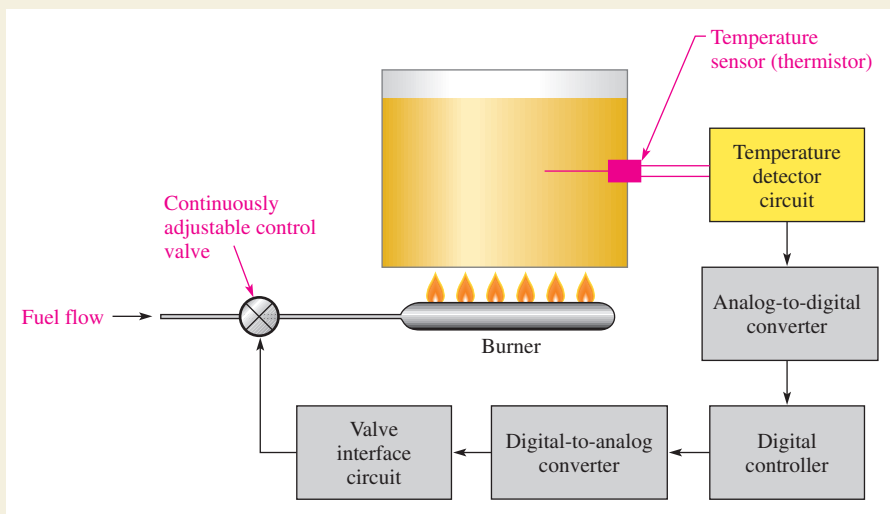 Temperature
sensor (thermistor)
Temperature
detector
circuit
Continuously
adjustable control
valve
Fuel flow
Burner
Analog-to-digital
converter
Valve
interface
circuit
Digital-to-analog
converter
Digital
controller